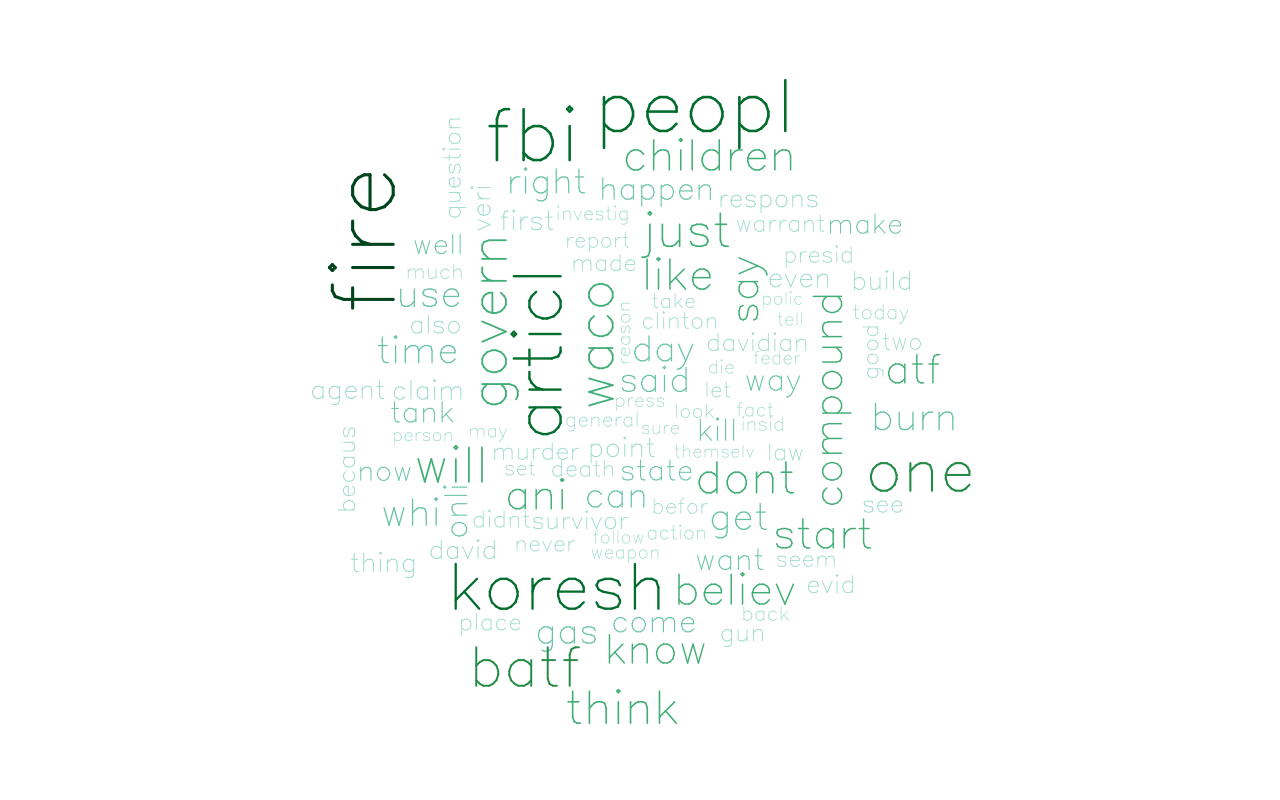 peopl
fbi
children
question
right
happen
fire
veri
respons
first
investig
just
warrant
make
well
govern
report
made
presid
much
articl
like
say
even
build
use
waco
take
polic
also
reason
clinton
tell
today
time
day
davidian
compound
good
two
feder
die
atf
agent
claim
said
let
way
tank
press
look
fact
burn
person
may
general
sure
kill
insid
becaus
murder
point
themselv
law
now
will
set
death
state
dont
one
whi
onli
ani
can
befor
get
see
didnt
survivor
follow
action
start
thing
david
never
weapon
want
seem
koresh
believ
evid
place
gas
come
back
gun
know
batf
think